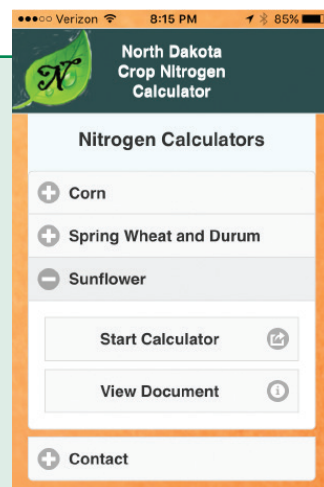 Verizon 8:15 PM 85%
N
North Dakota
Crop Nitrogen
Calculator
Nitrogen Calculators
Corn
Spring Wheat and Durum
Sunflower
Start Calculator
View Document
Contact